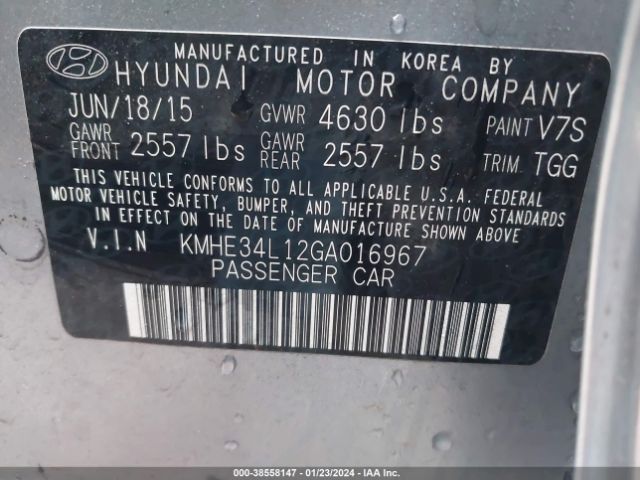 MANUFACTURED IN KOREA BY
HYUNDAI MOTOR COMPANY
JUN/18/15 GVWR 4630 lbs PAINT V7S
GAWR FRONT 2557 lbs GAWR REAR 2557 lbs TRIM TGG
THIS VEHICLE CONFORMS TO ALL APPLICABLE U.S.A. FEDERAL
MOTOR VEHICLE SAFETY, BUMPER, AND THEFT PREVENTION STANDARDS
IN EFFECT ON THE DATE OF MANUFACTURE SHOWN ABOVE.
V.I.N KMHE34L12GA016967
PASSENGER CAR
000-38558147 - 01/23/2024 - IAA Inc.